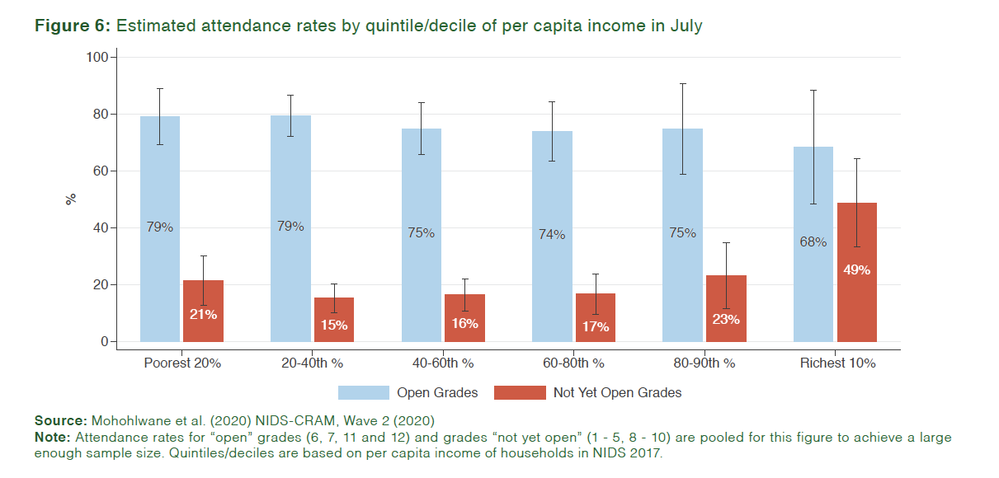 Figure 6: Estimated attendance rates by quintile/decile of per capita income in July
100
80
60
40
20
0
%
79%
21%
79%
15%
75%
16%
74%
17%
75%
23%
68%
49%
Poorest 20%
20-40th %
40-60th %
60-80th %
80-90th %
Richest 10%
Open Grades
Not Yet Open Grades
Source: Mohohlwane et al. (2020) NIDS-CRAM, Wave 2 (2020)
Note: Attendance rates for “open” grades (6, 7, 11 and 12) and grades “not yet open” (1 - 5, 8 - 10) are pooled for this figure to achieve a large
enough sample size. Quintiles/deciles are based on per capita income of households in NIDS 2017.